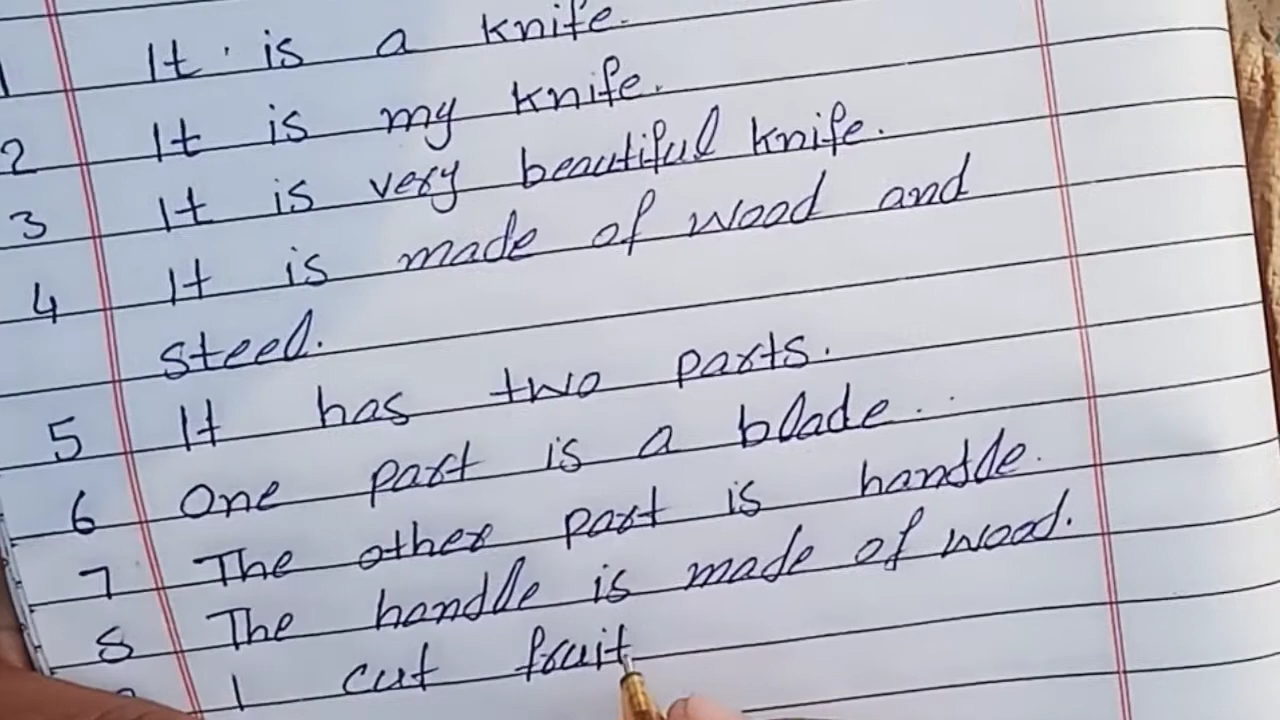 1 It is a knife.
2 It is my knife.
3 It is very beautiful knife.
4 It is made of wood and
steel.
5 It has two parts.
6 One part is a blade.
7 The other part is handle.
8 The handle is made of wood.
I cut fruit